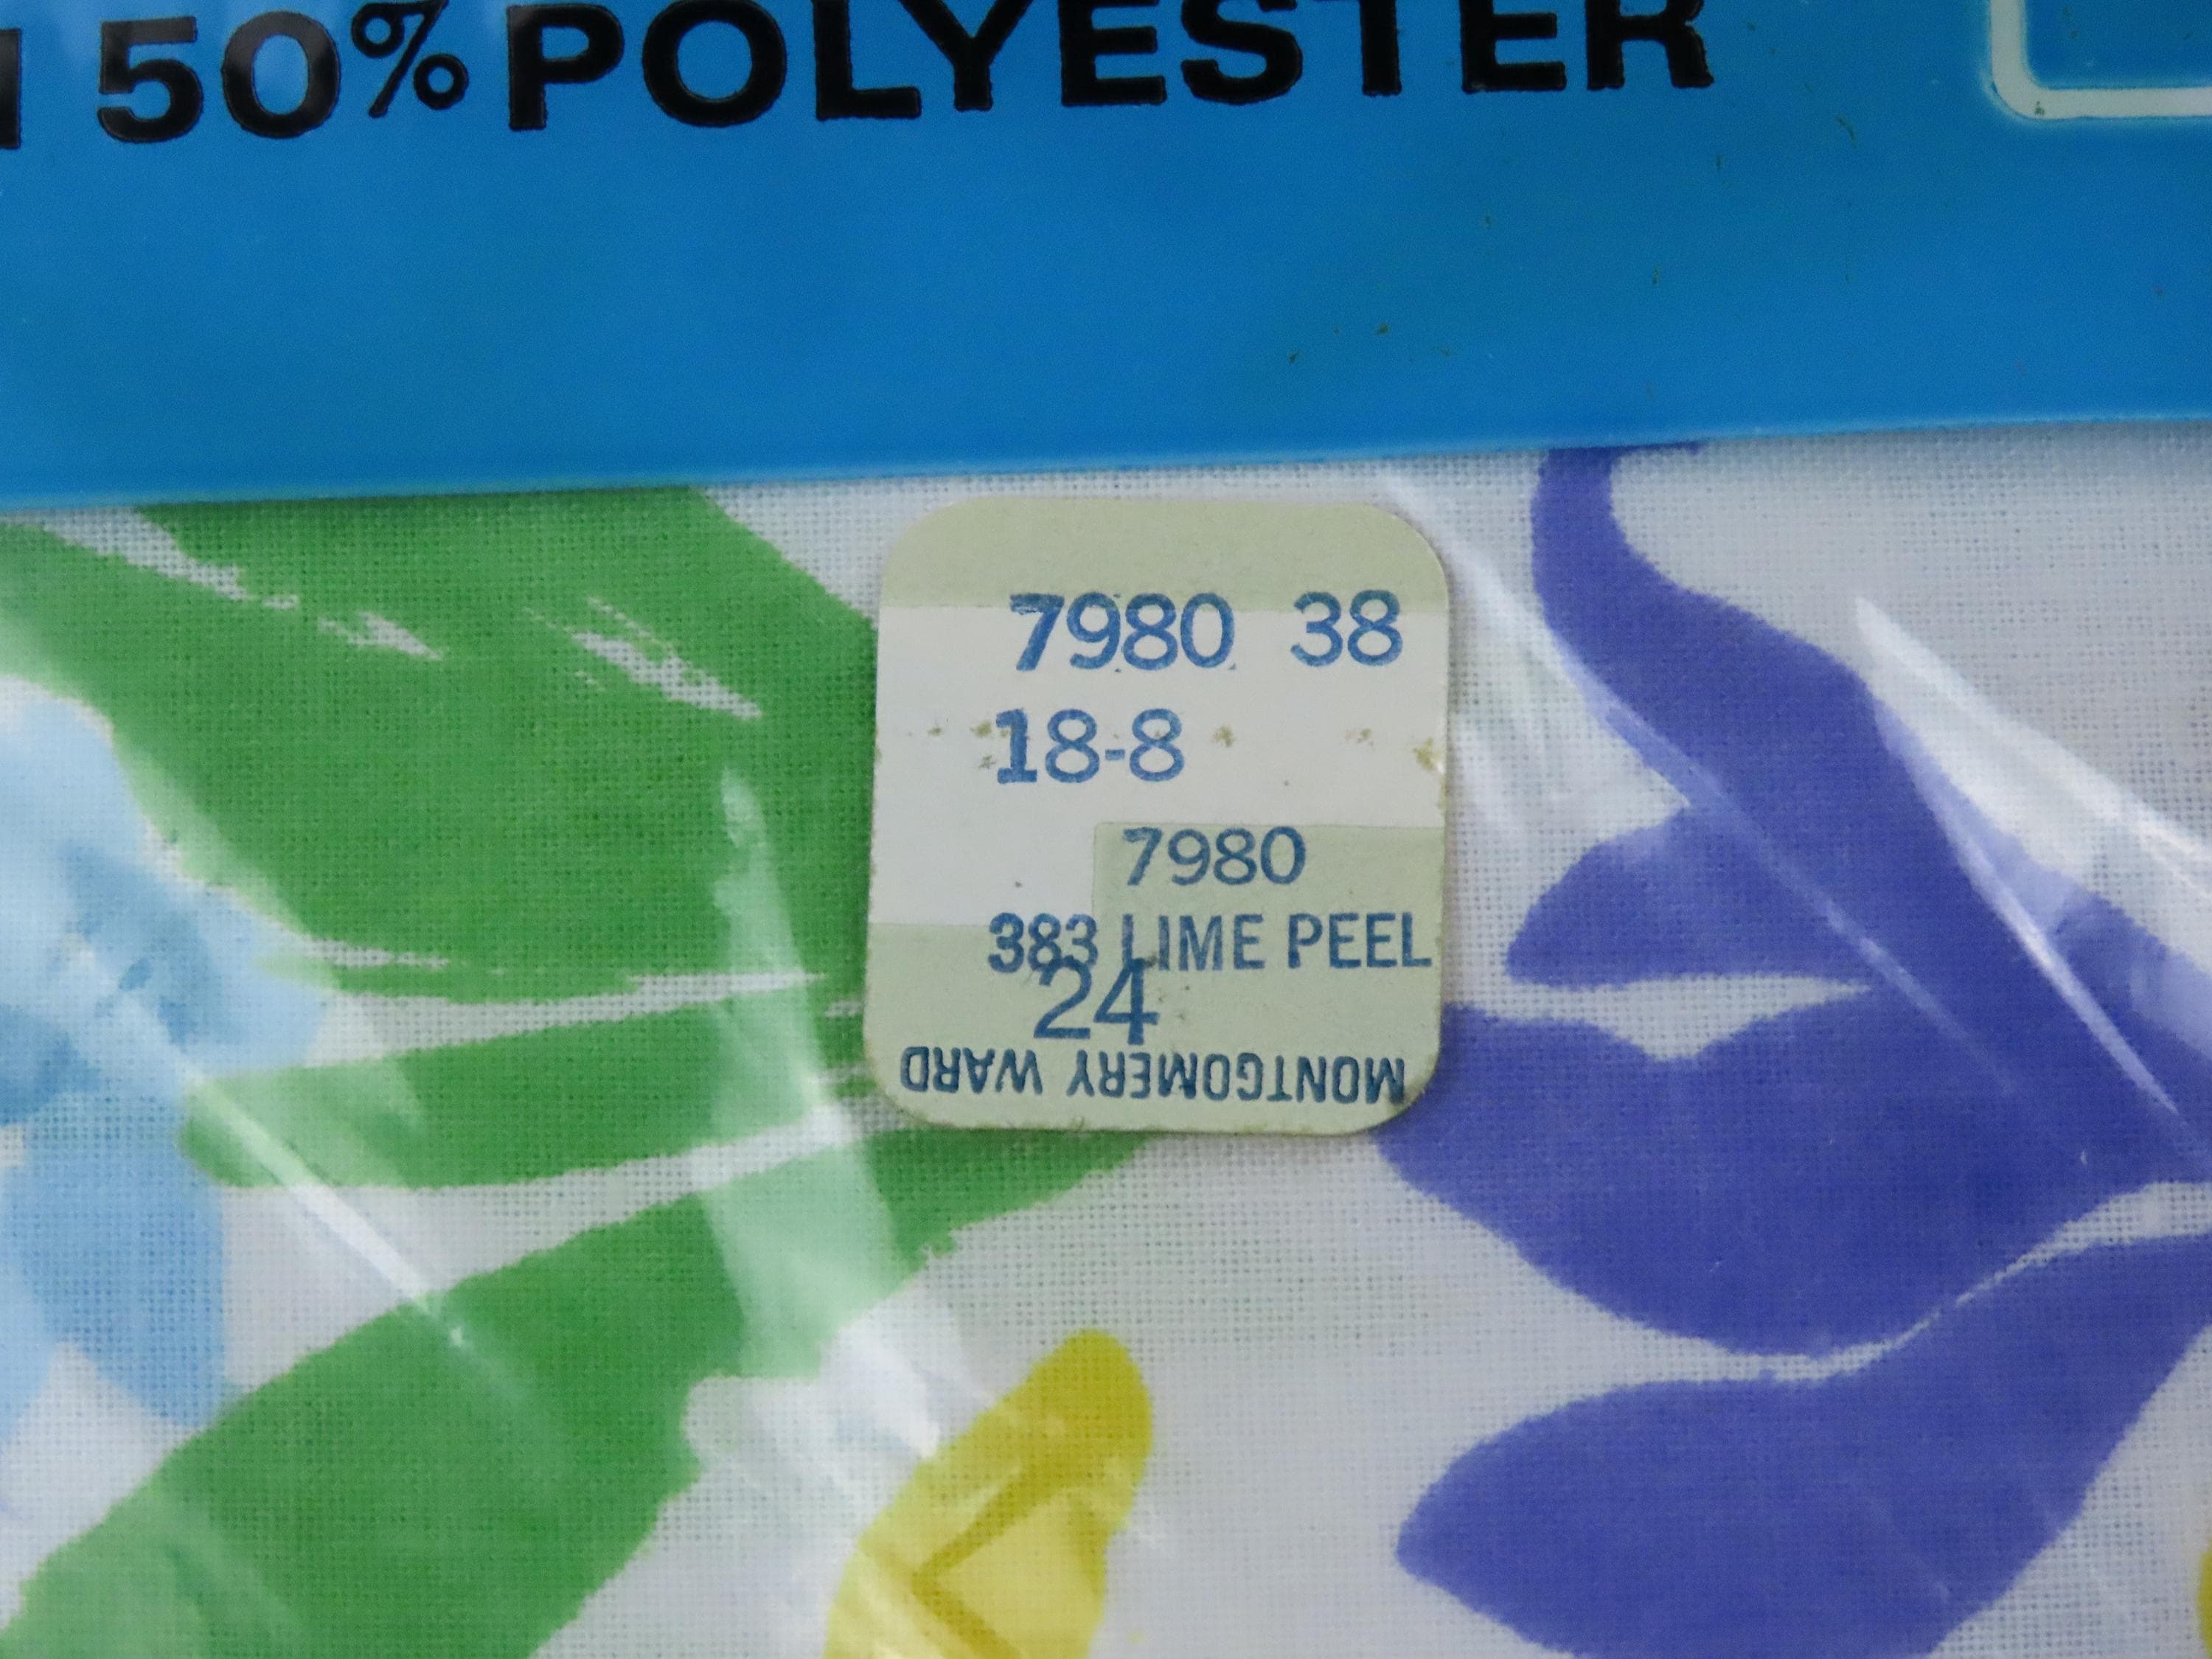 50% POLYESTER
7980 38
18-8
7980
383 LIME PEEL
24
MONTGOMERY WARD